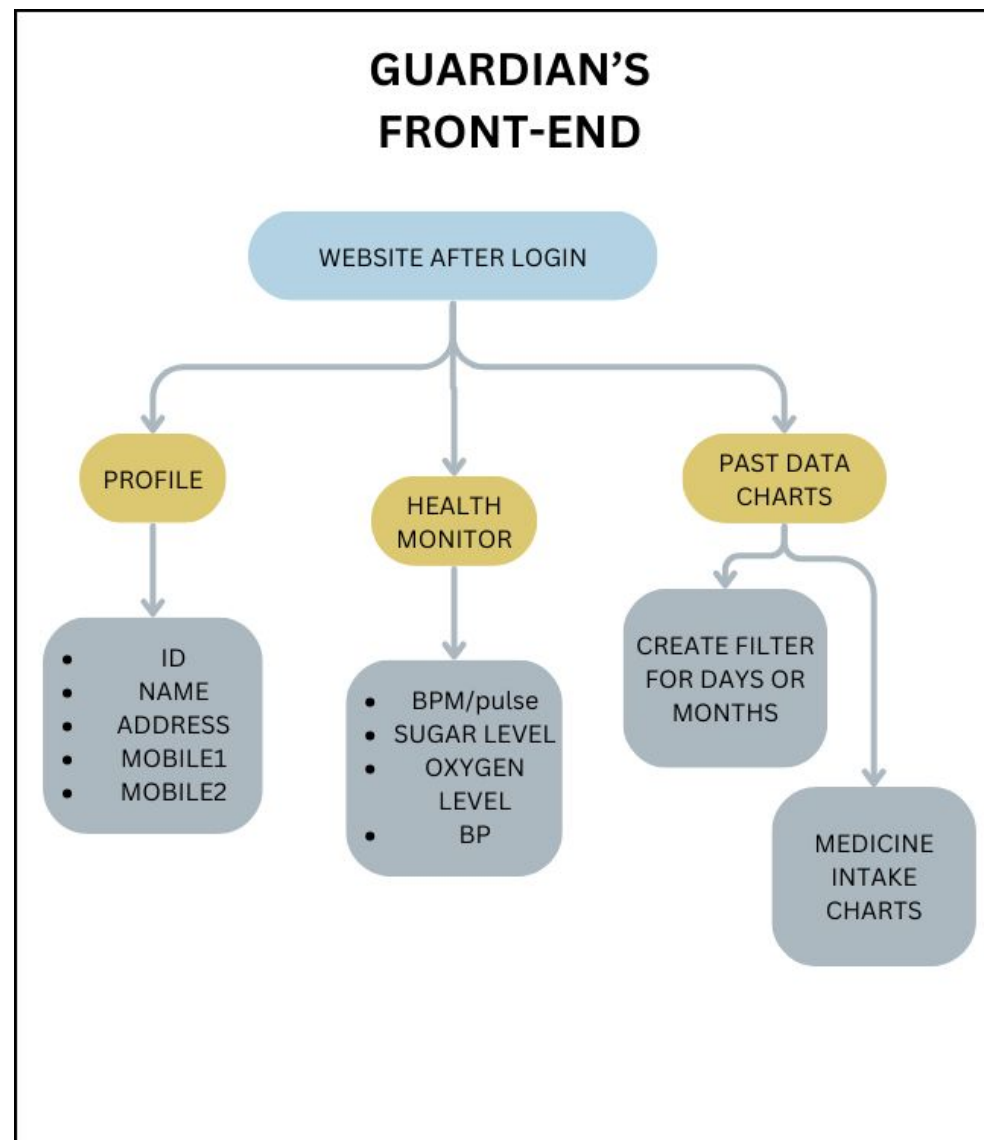 GUARDIAN'S
FRONT-END
WEBSITE AFTER LOGIN
PROFILE
HEALTH
MONITOR
PAST DATA
CHARTS
• ID
• NAME
• ADDRESS
• MOBILE1
• MOBILE2
• BPM/pulse
• SUGAR LEVEL
• OXYGEN
LEVEL
• BP
CREATE FILTER
FOR DAYS OR
MONTHS
MEDICINE
INTAKE
CHARTS